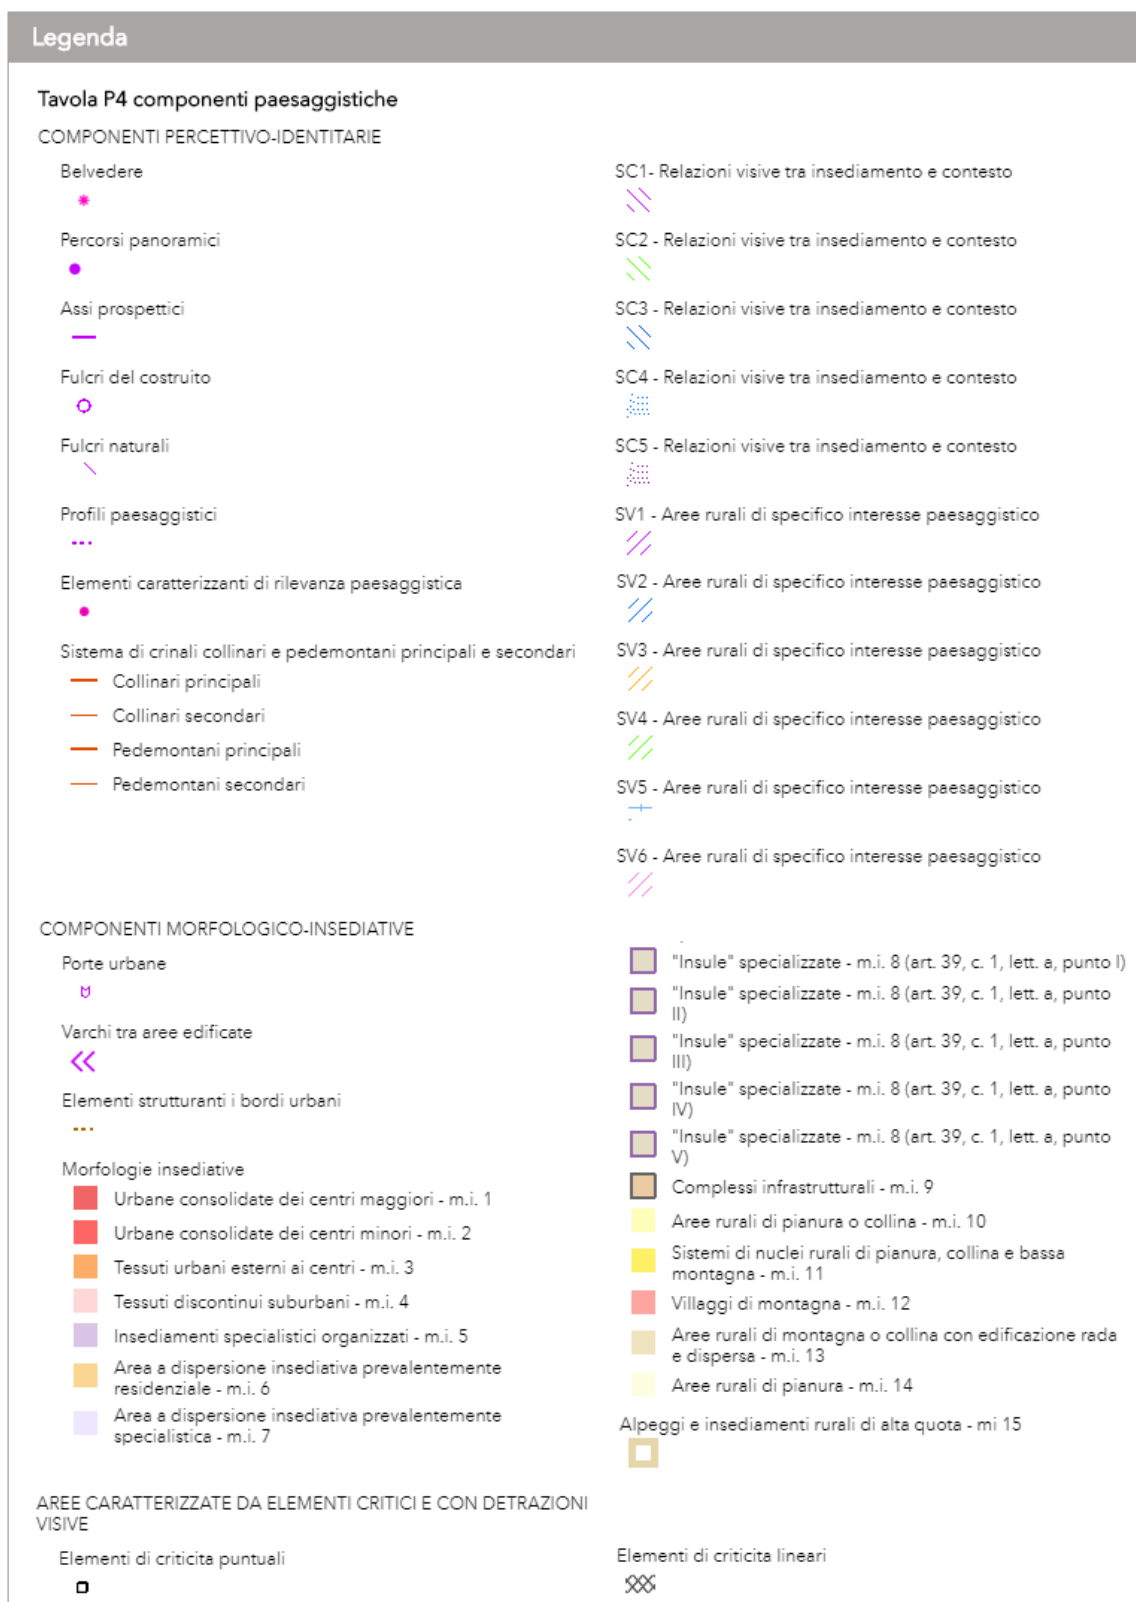 Legenda
Tavola P4 componenti paesaggistiche
COMPONENTI PERCETTIVO-IDENTITARIE
Belvedere
Percorsi panoramici
Assi prospettici
Fulcri del costruito
Fulcri naturali
Profili paesaggistici
Elementi caratterizzanti di rilevanza paesaggistica
Sistema di crinali collinari e pedemontani principali e secondari
Collinari principali
Collinari secondari
Pedemontani principali
Pedemontani secondari
SC1- Relazioni visive tra insediamento e contesto
SC2 - Relazioni visive tra insediamento e contesto
SC3 - Relazioni visive tra insediamento e contesto
SC4 - Relazioni visive tra insediamento e contesto
SC5 - Relazioni visive tra insediamento e contesto
SV1 - Aree rurali di specifico interesse paesaggistico
SV2 - Aree rurali di specifico interesse paesaggistico
SV3 - Aree rurali di specifico interesse paesaggistico
SV4 - Aree rurali di specifico interesse paesaggistico
SV5 - Aree rurali di specifico interesse paesaggistico
SV6 - Aree rurali di specifico interesse paesaggistico
COMPONENTI MORFOLOGICO-INSEDIATIVE
Porte urbane
Varchi tra aree edificate
Elementi strutturanti i bordi urbani
Morfologie insediative
Urbane consolidate dei centri maggiori - m.i. 1
Urbane consolidate dei centri minori - m.i. 2
Tessuti urbani esterni ai centri - m.i. 3
Tessuti discontinui suburbani - m.i. 4
Insediamenti specialistici organizzati - m.i. 5
Area a dispersione insediativa prevalentemente
residenziale - m.i. 6
Area a dispersione insediativa prevalentemente
specialistica - m.i. 7
"Insule" specializzate - m.i. 8 (art. 39, c. 1, lett. a, punto I)
"Insule" specializzate - m.i. 8 (art. 39, c. 1, lett. a, punto
II)
"Insule" specializzate - m.i. 8 (art. 39, c. 1, lett. a, punto
III)
"Insule" specializzate - m.i. 8 (art. 39, c. 1, lett. a, punto
IV)
"Insule" specializzate - m.i. 8 (art. 39, c. 1, lett. a, punto
V)
Complessi infrastrutturali - m.i. 9
Aree rurali di pianura o collina - m.i. 10
Sistemi di nuclei rurali di pianura, collina e bassa
montagna - m.i. 11
Villaggi di montagna - m.i. 12
Aree rurali di montagna o collina con edificazione rada
e dispersa - m.i. 13
Aree rurali di pianura - m.i. 14
Alpeggi e insediamenti rurali di alta quota - mi 15
AREE CARATTERIZZATE DA ELEMENTI CRITICI E CON DETRAZIONI
VISIVE
Elementi di criticita puntuali
Elementi di criticita lineari